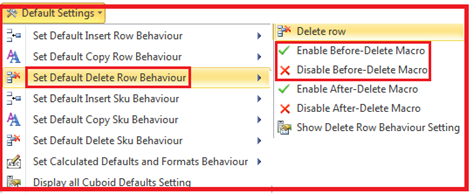 Default Settings
Set Default Insert Row Behaviour
Set Default Copy Row Behaviour
Set Default Delete Row Behaviour
Set Default Insert Sku Behaviour
Set Default Copy Sku Behaviour
Set Default Delete Sku Behaviour
Set Calculated Defaults and Formats Behaviour
Display all Cuboid Defaults Setting
Delete row
Enable Before-Delete Macro
Disable Before-Delete Macro
Enable After-Delete Macro
Disable After-Delete Macro
Show Delete Row Behaviour Setting